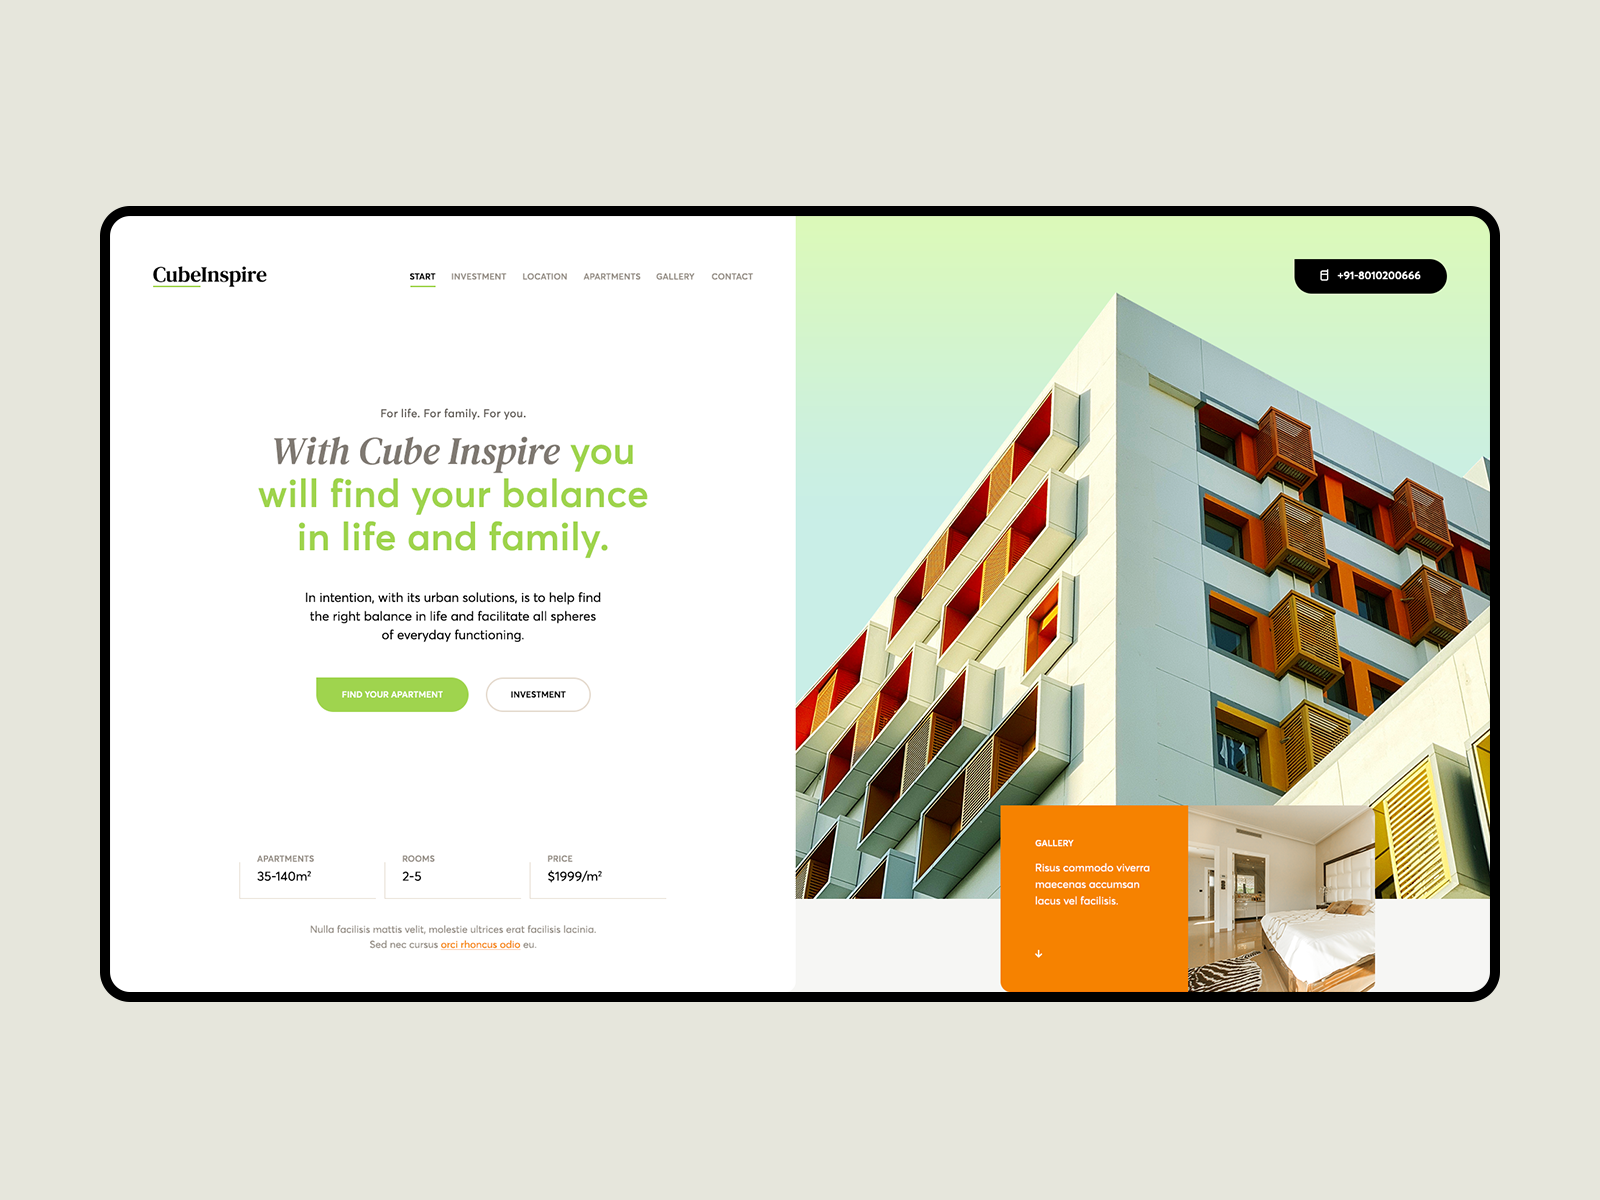 CubeInspire
START INVESTMENT LOCATION APARTMENTS GALLERY CONTACT
+91-8010200666
For life. For family. For you.
With Cube Inspire you
will find your balance
in life and family.
In intention, with its urban solutions, is to help find
the right balance in life and facilitate all spheres
of everyday functioning.
FIND YOUR APARTMENT
INVESTMENT
APARTMENTS
35-140m²
ROOMS
2-5
PRICE
$1999/m²
Nulla facilisis mattis velit, molestie ultrices erat facilisis lacinia.
Sed nec cursus orci rhoncus odio eu.
GALLERY
Risus commodo viverra
maecenas accumsan
lacus vel facilisis.